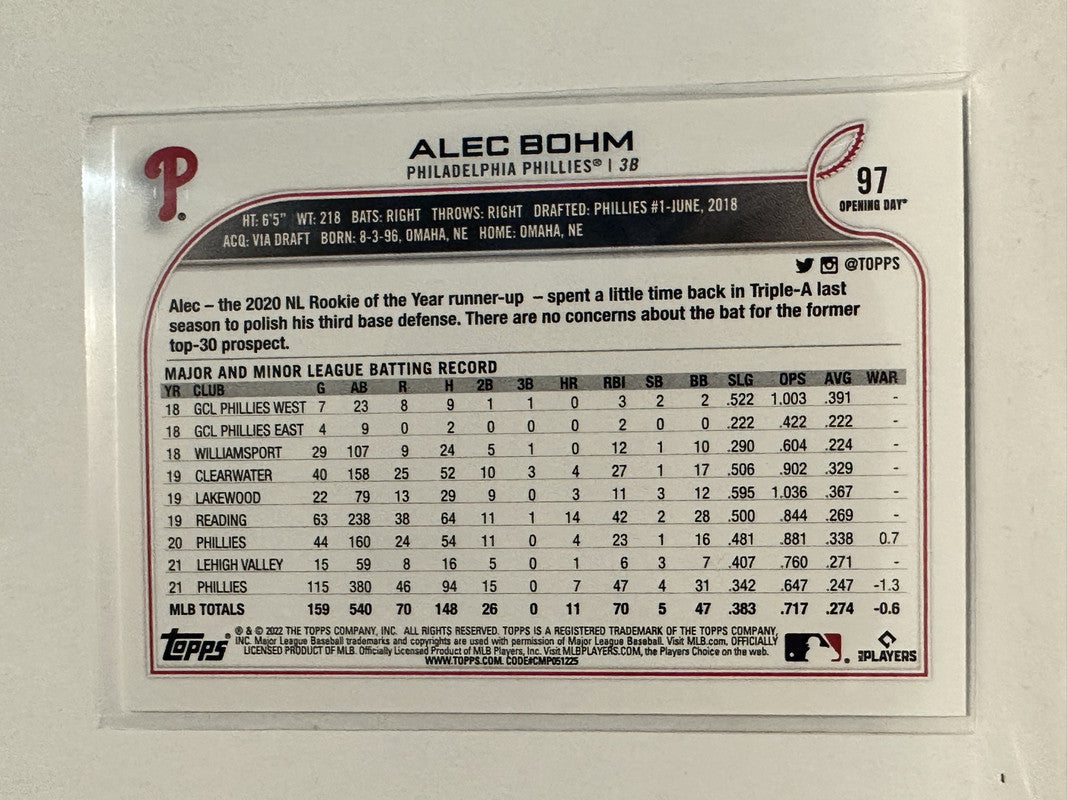 P
ALEC BOHM
PHILADELPHIA PHILLIES® | 3B
97
OPENING DAY®
HT: 6'5" WT: 218 BATS: RIGHT THROWS: RIGHT DRAFTED: PHILLIES #1-JUNE, 2018
ACQ: VIA DRAFT BORN: 8-3-96, OMAHA, NE HOME: OMAHA, NE
@TOPPS
Alec – the 2020 NL Rookie of the Year runner-up – spent a little time back in Triple-A last
season to polish his third base defense. There are no concerns about the bat for the former
top-30 prospect.
MAJOR AND MINOR LEAGUE BATTING RECORD
YR CLUB G AB R H 2B 3B HR RBI SB BB SLG OPS AVG WAR
18 GCL PHILLIES WEST 7 23 8 9 1 1 0 3 2 2 .522 1.003 .391 -
18 GCL PHILLIES EAST 4 9 0 2 0 0 0 2 0 0 .222 .422 .222 -
18 WILLIAMSPORT 29 107 9 24 5 1 0 12 1 10 .290 .604 .224 -
19 CLEARWATER 40 158 25 52 10 3 4 27 1 17 .506 .902 .329 -
19 LAKEWOOD 22 79 13 29 9 0 3 11 3 12 .595 1.036 .367 -
19 READING 63 238 38 64 11 1 14 42 2 28 .500 .844 .269 -
20 PHILLIES 44 160 24 54 11 0 4 23 1 16 .481 .881 .338 0.7
21 LEHIGH VALLEY 15 59 8 16 5 0 1 6 3 7 .407 .760 .271 -
21 PHILLIES 115 380 46 94 15 0 7 47 4 31 .342 .647 .247 -1.3
MLB TOTALS 159 540 70 148 26 0 11 70 5 47 .383 .717 .274 -0.6
Topps®
® & © 2022 THE TOPPS COMPANY, INC. ALL RIGHTS RESERVED. TOPPS IS A REGISTERED TRADEMARK OF THE TOPPS COMPANY,
INC. Major League Baseball trademarks and copyrights are used with permission of Major League Baseball. Visit MLB.com. OFFICIALLY
LICENSED PRODUCT OF MLB. Officially Licensed Product of MLB Players, Inc. Visit MLBPLAYERS.COM, the Players Choice on the web.
WWW.TOPPS.COM. CODE#CMP051225
MLB PLAYERS